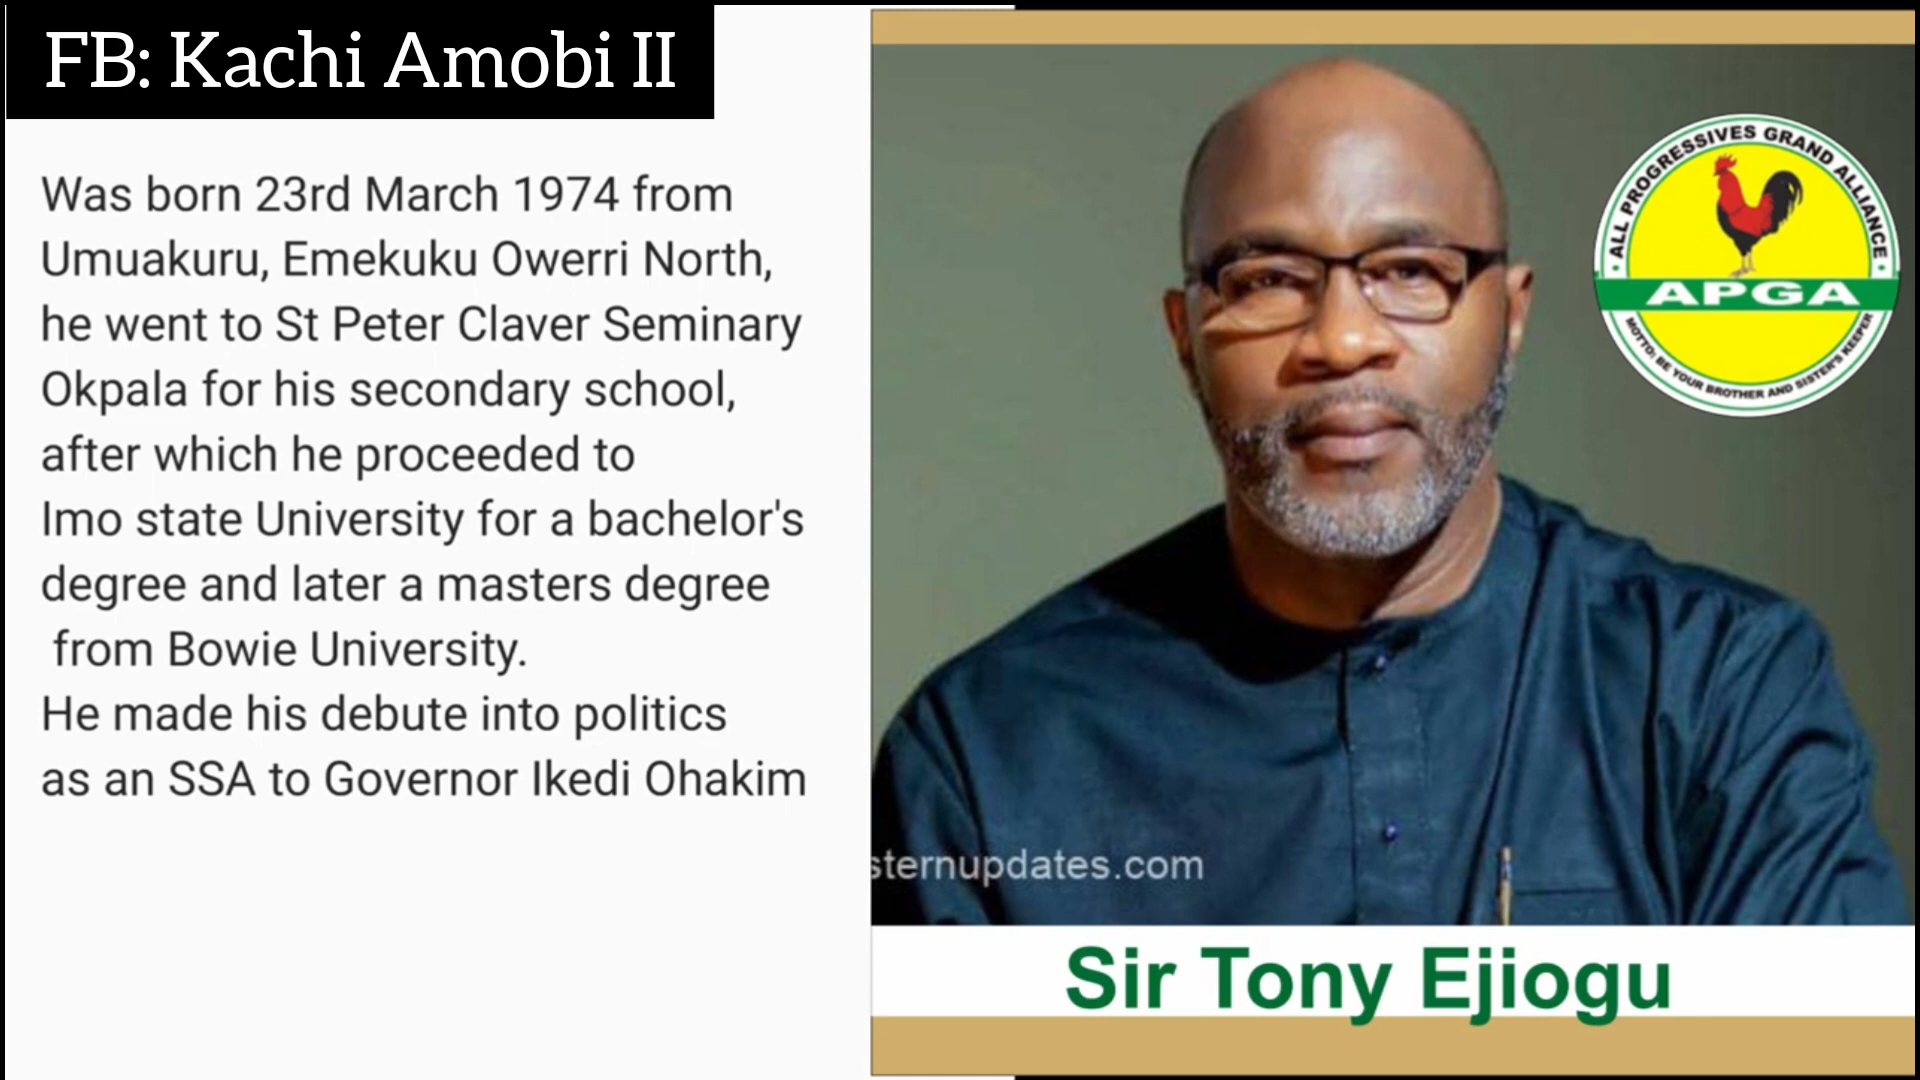 FB: Kachi Amobi II
Was born 23rd March 1974 from
Umuakuru, Emekuku Owerri North,
he went to St Peter Claver Seminary
Okpala for his secondary school,
after which he proceeded to
Imo state University for a bachelor's
degree and later a masters degree
from Bowie University.
He made his debute into politics
as an SSA to Governor Ikedi Ohakim
ALL PROGRESSIVES GRAND ALLIANCE
APGA
MOTTO: BE YOUR BROTHER AND SISTER'S KEEPER
sternupdates.com
Sir Tony Ejiogu